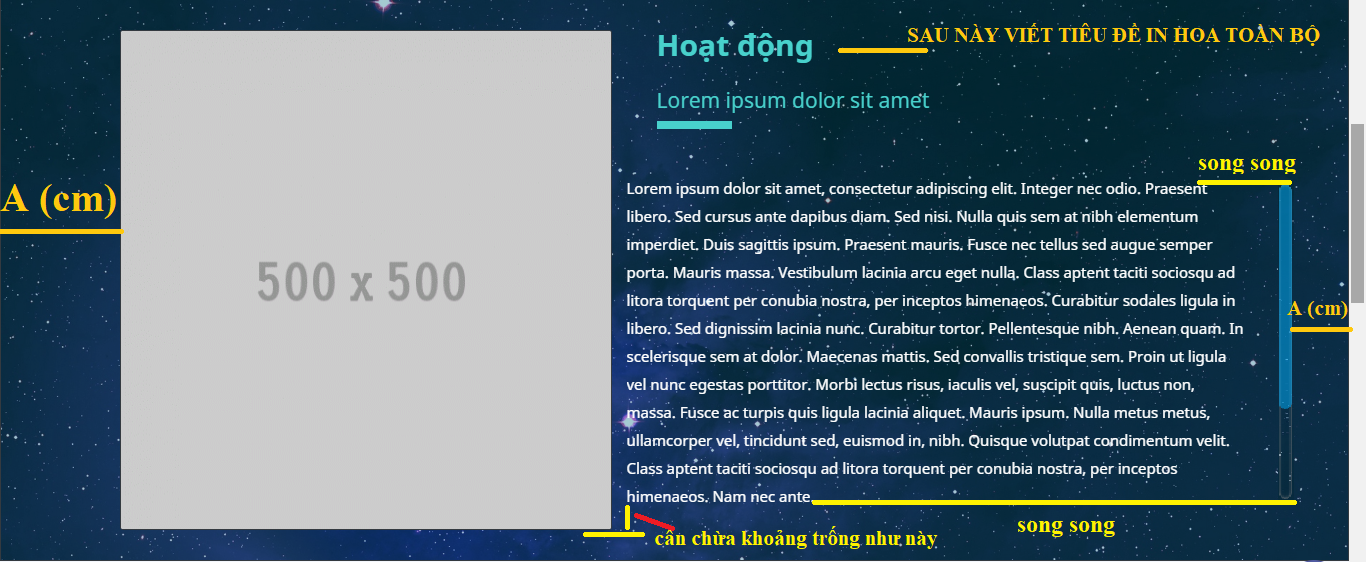 Hoạt động
SAU NÀY VIẾT TIÊU ĐỀ IN HOA TOÀN BỘ
Lorem ipsum dolor sit amet
song song
A (cm)
500 x 500
Lorem ipsum dolor sit amet, consectetur adipiscing elit. Integer nec odio. Praesent
libero. Sed cursus ante dapibus diam. Sed nisi. Nulla quis sem at nibh elementum
imperdiet. Duis sagittis ipsum. Praesent mauris. Fusce nec tellus sed augue semper
porta. Mauris massa. Vestibulum lacinia arcu eget nulla. Class aptent taciti sociosqu ad
litora torquent per conubia nostra, per inceptos himenaeos. Curabitur sodales ligula in
libero. Sed dignissim lacinia nunc. Curabitur tortor. Pellentesque nibh. Aenean quam. In
scelerisque sem at dolor. Maecenas mattis. Sed convallis tristique sem. Proin ut ligula
vel nunc egestas porttitor. Morbi lectus risus, iaculis vel, suscipit quis, luctus non,
massa. Fusce ac turpis quis ligula lacinia aliquet. Mauris ipsum. Nulla metus metus,
ullamcorper vel, tincidunt sed, euismod in, nibh. Quisque volutpat condimentum velit.
Class aptent taciti sociosqu ad litora torquent per conubia nostra, per inceptos
himenaeos. Nam nec ante.
A (cm)
song song
cần chừa khoảng trống như này